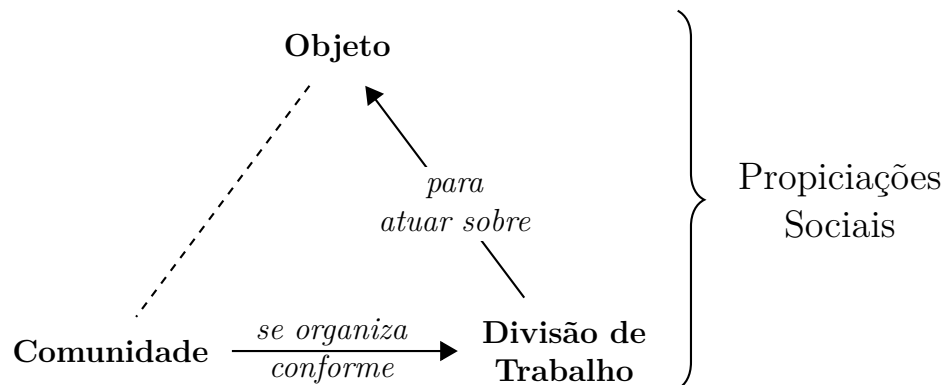 Objeto
para
atuar sobre
Propiciações
Sociais
Comunidade
se organiza
conforme
Divisão de
Trabalho